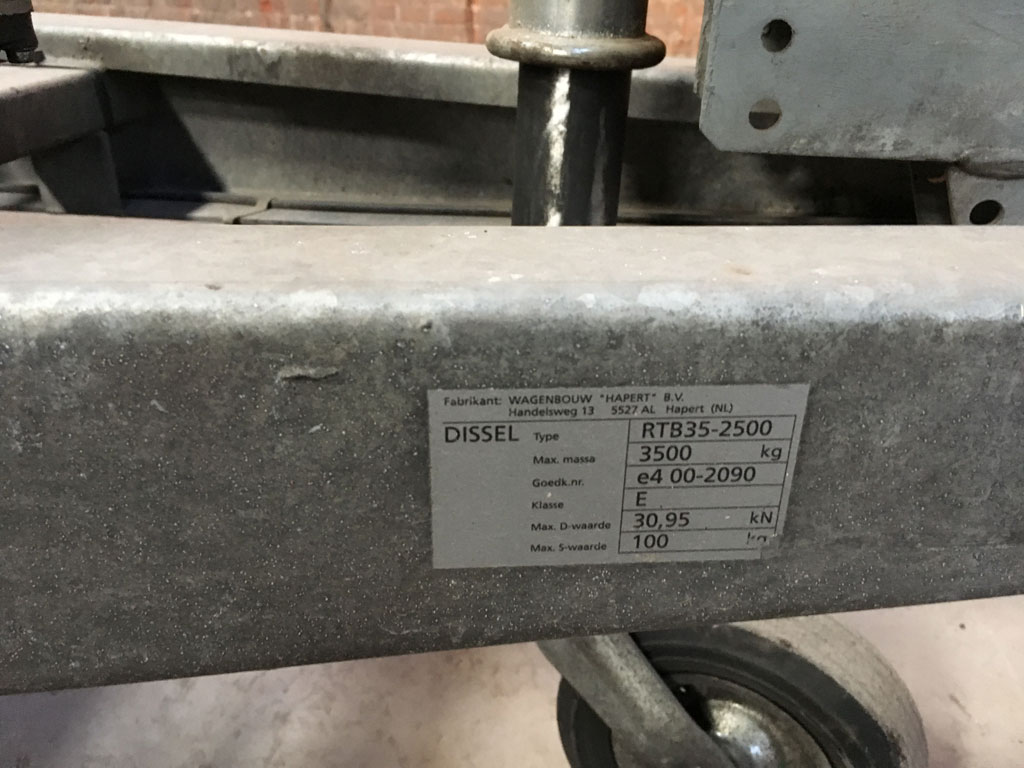 Fabrikant: WAGENBOUW "HAPERT" B.V.
Handelsweg 13 5527 AL Hapert (NL)
DISSEL Type RTB35-2500
Max. massa 3500 kg
Goedk.nr. e4 00-2090
Klasse E
Max. D-waarde 30,95 kN
Max. S-waarde 100 kg